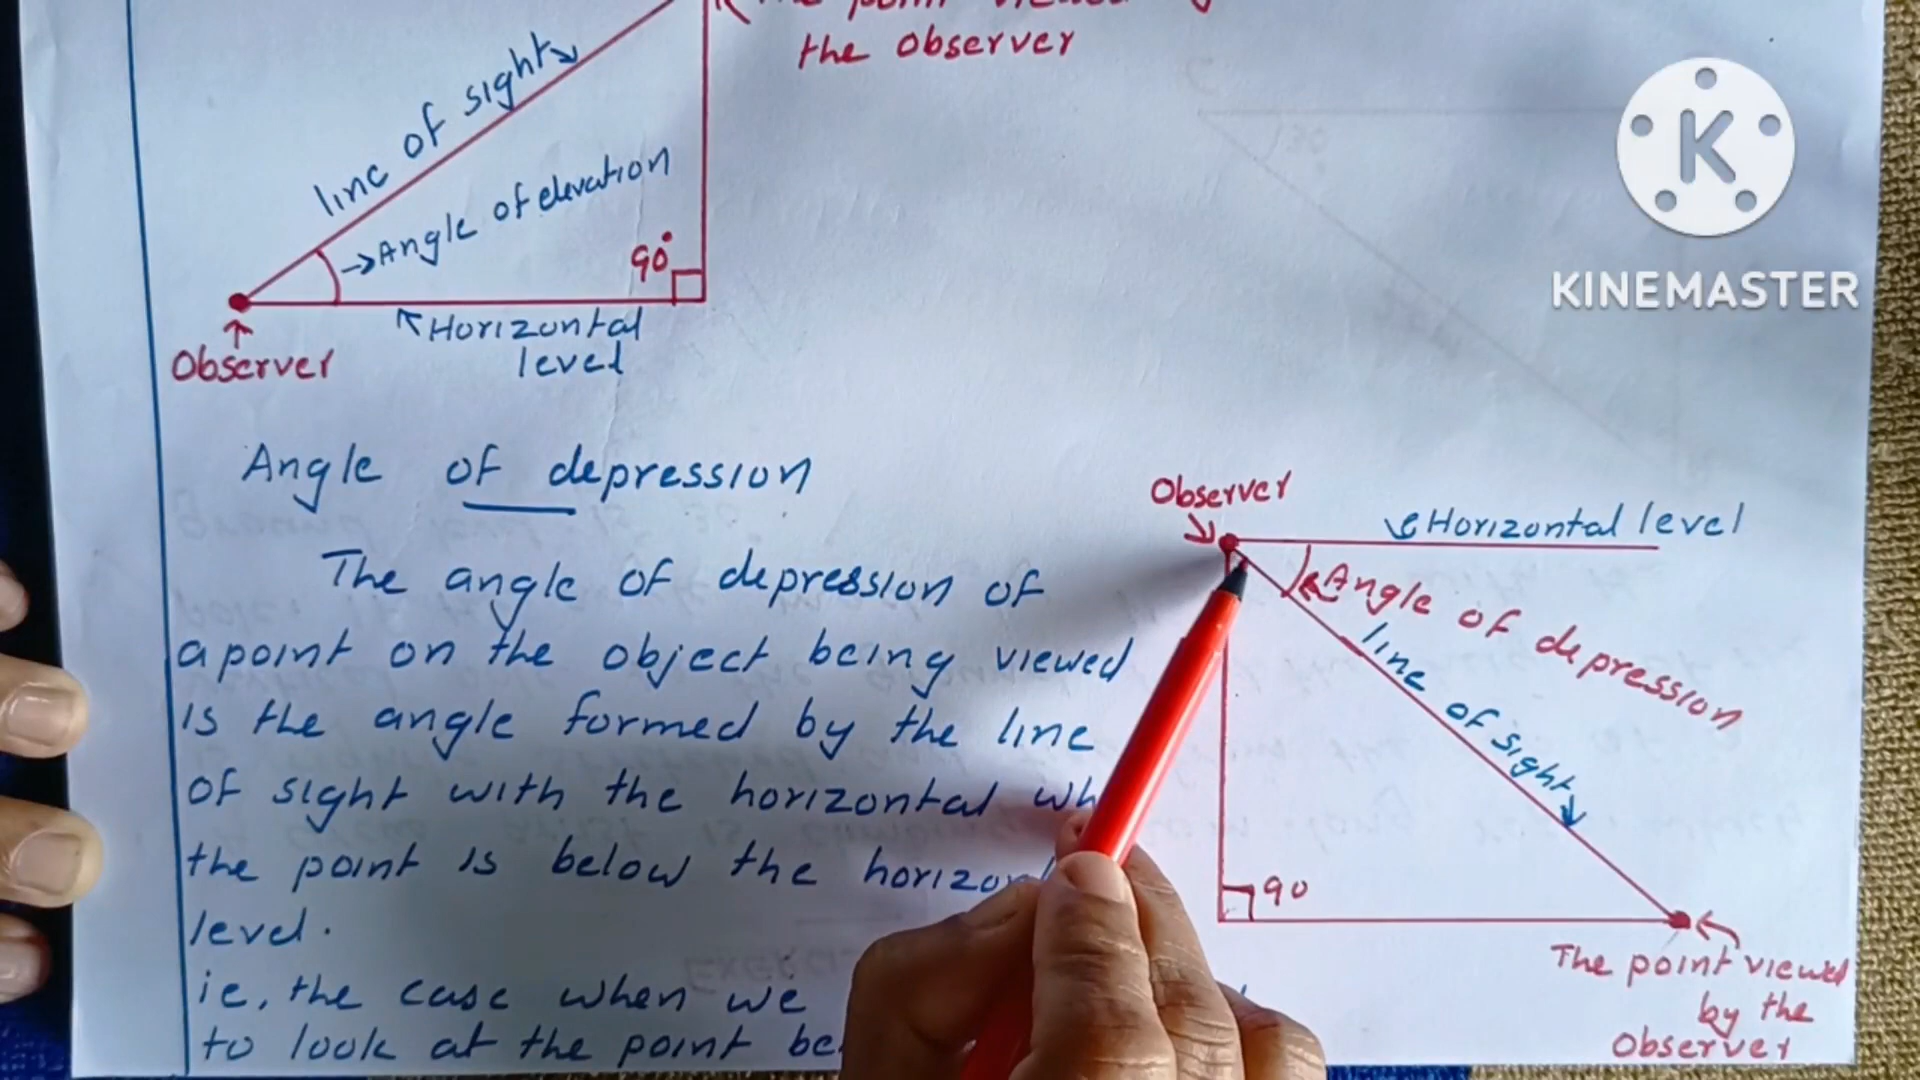 the observer
line of sight
Angle of elevation
90°
Horizontal
level
Observer
KINEMASTER
Angle of depression
The angle of depression of
a point on the object being viewed
is the angle formed by the line
of sight with the horizontal
the point is below the
level.
ie, the case when we
to look at the point
Observer
Horizontal level
Angle of depression
line of sight
90
The point viewed
by the
Observer